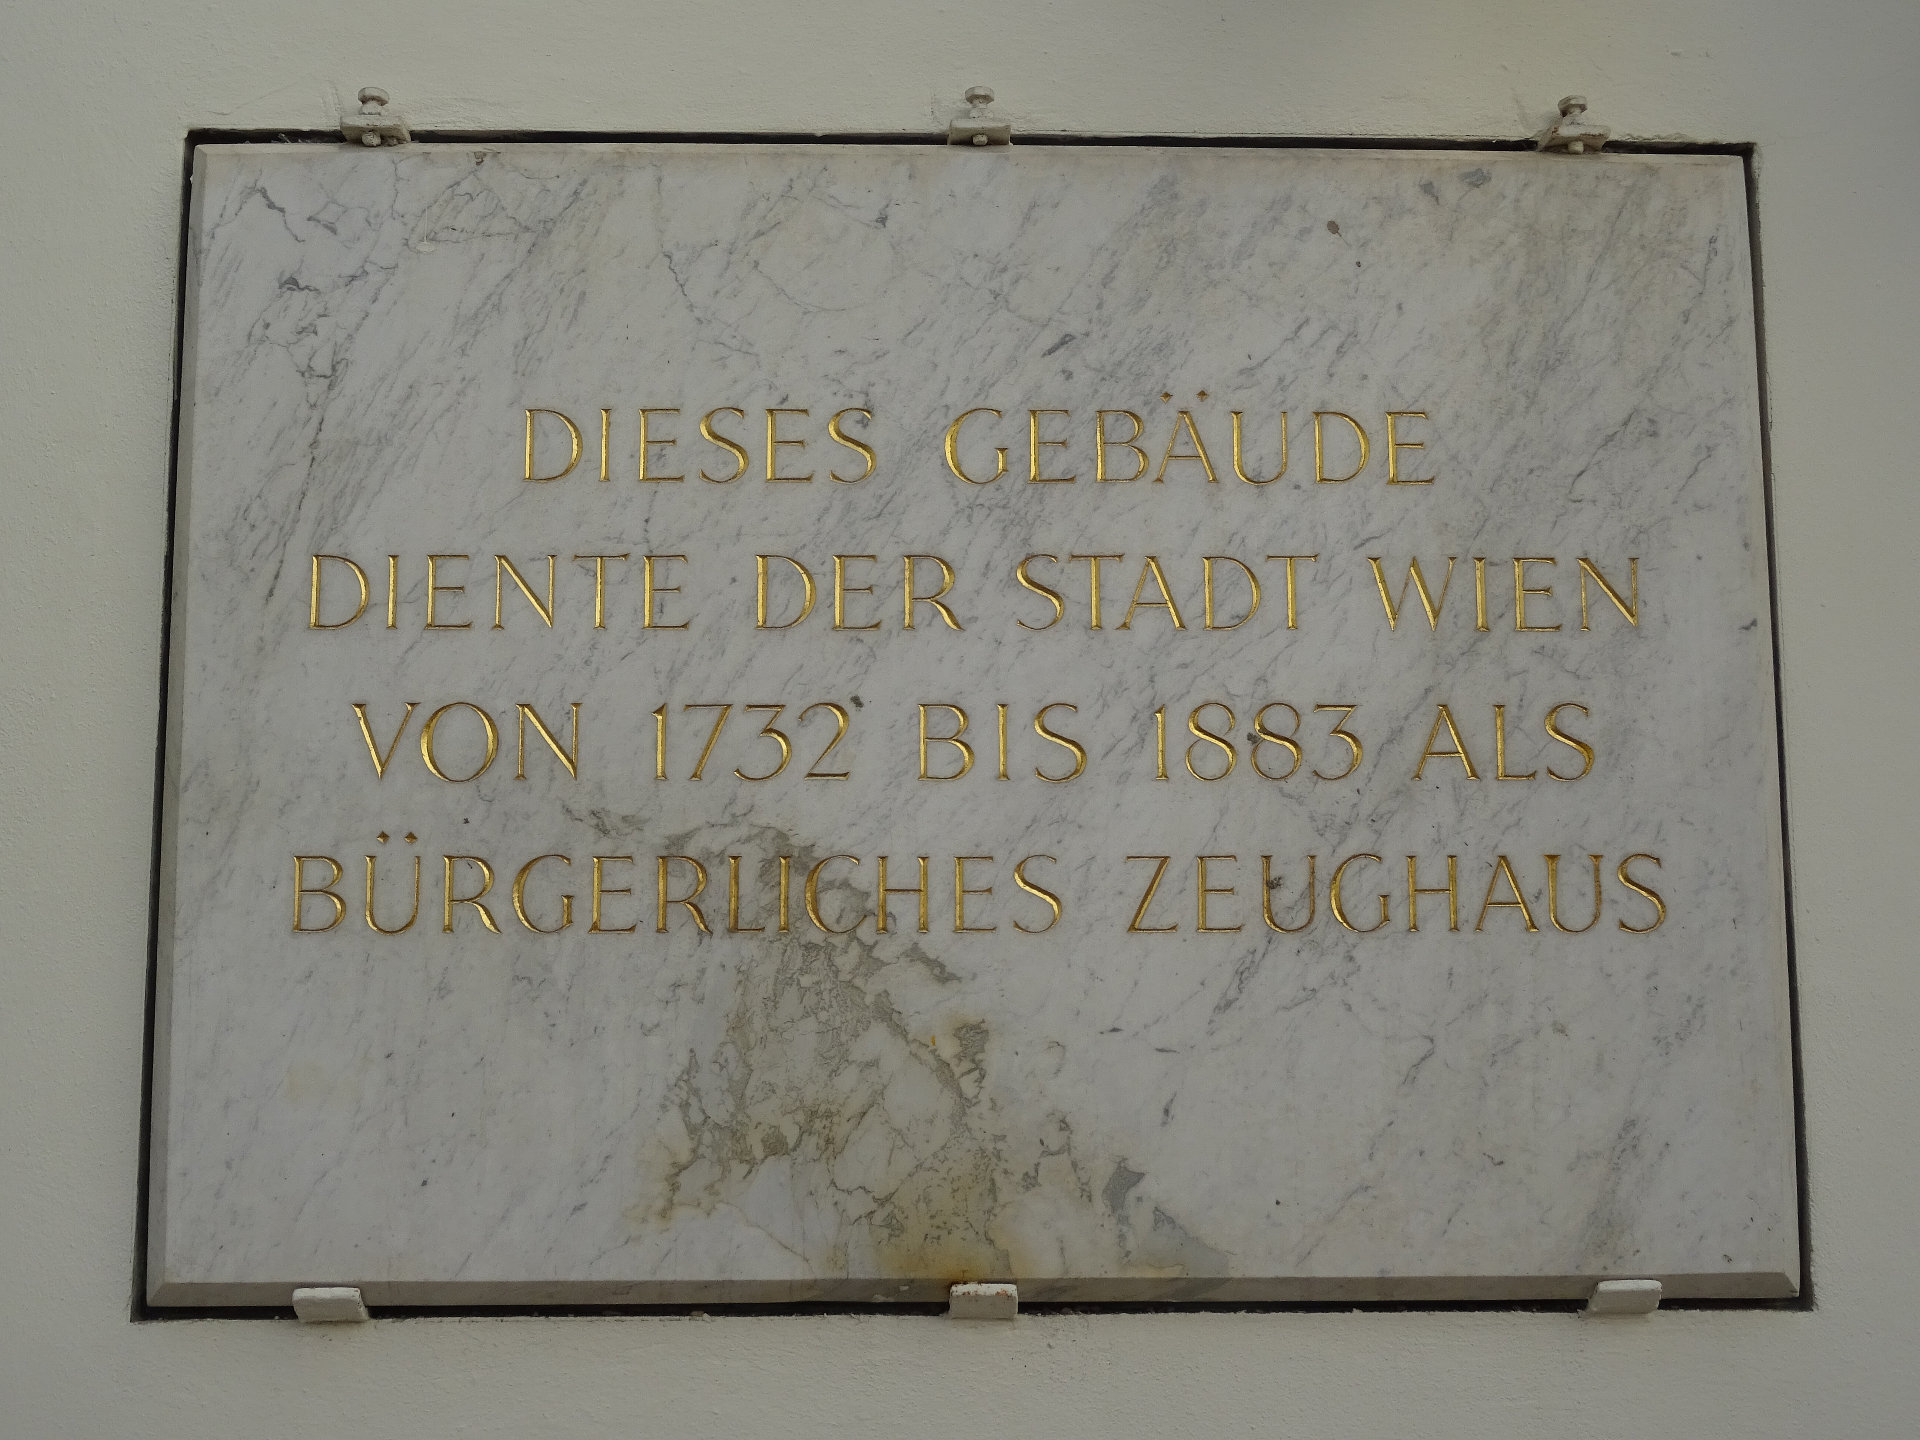 DIESES GEBÄUDE
DIENTE DER STADT WIEN
VON 1732 BIS 1883 ALS
BÜRGERLICHES ZEUGHAUS